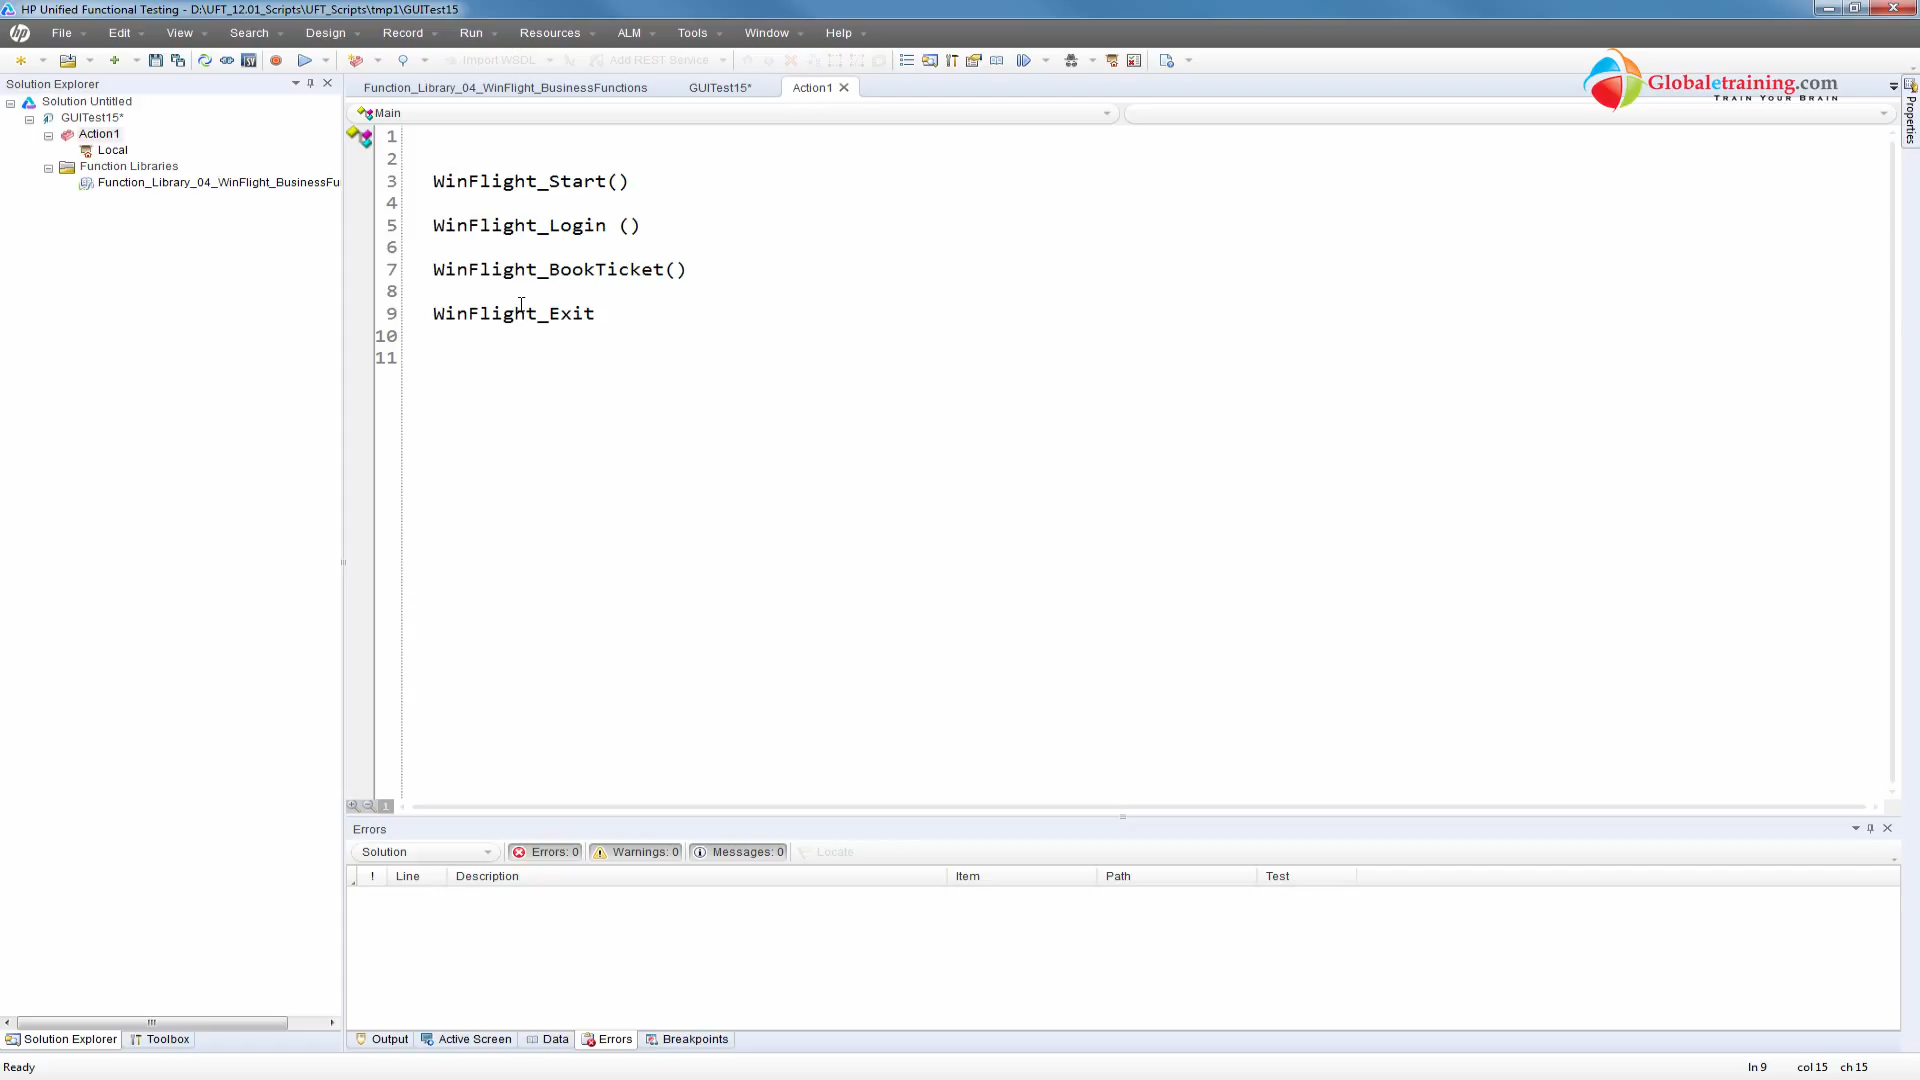 HP Unified Functional Testing - D:\UFT_12.01_Scripts\UFT_Scripts\tmp1\GUITest15
hp File Edit View Search Design Record Run Resources ALM Tools Window Help
Import WSDL Add REST Service
Globaletraining.com
TRAIN YOUR BRAIN
Solution Explorer
Solution Untitled
GUITest15*
Action1
Local
Function Libraries
Function_Library_04_WinFlight_BusinessFu
Function_Library_04_WinFlight_BusinessFunctions GUITest15* Action1
Main
Properties
1
2
3 WinFlight_Start()
4
5 WinFlight_Login ()
6
7 WinFlight_BookTicket()
8
9 WinFlight_Exit
10
11
1
Errors
Solution Errors: 0 Warnings: 0 Messages: 0 Locate
! Line Description Item Path Test
Solution Explorer Toolbox
Output Active Screen Data Errors Breakpoints
Ready ln 9 col 15 ch 15